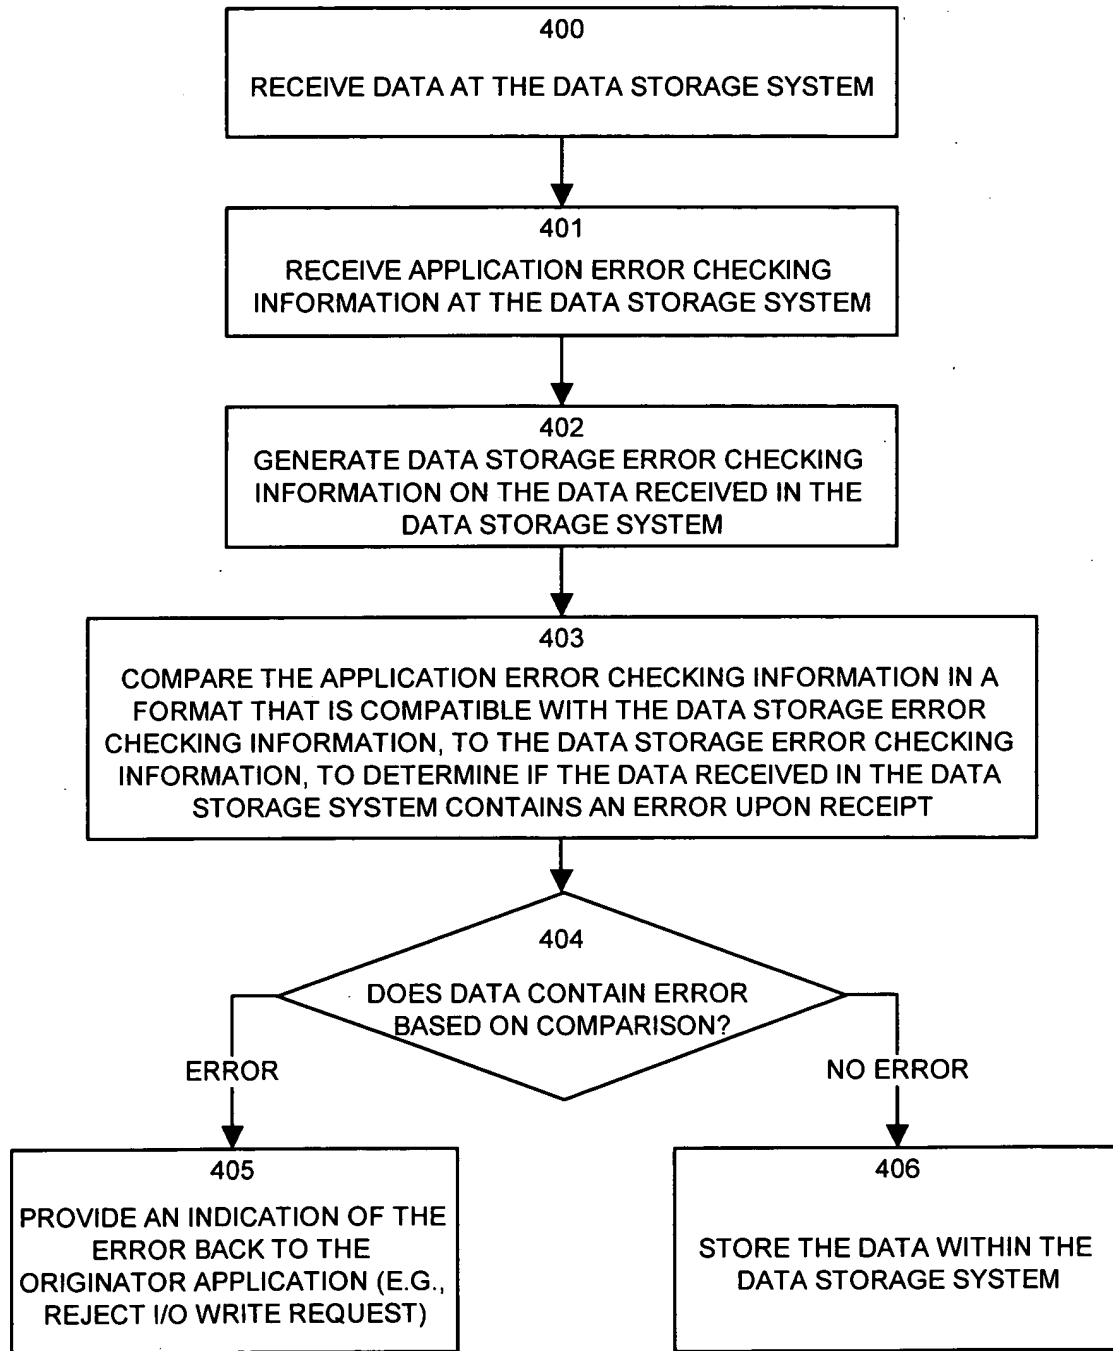 400
RECEIVE DATA AT THE DATA STORAGE SYSTEM
401
RECEIVE APPLICATION ERROR CHECKING
INFORMATION AT THE DATA STORAGE SYSTEM
402
GENERATE DATA STORAGE ERROR CHECKING
INFORMATION ON THE DATA RECEIVED IN THE
DATA STORAGE SYSTEM
403
COMPARE THE APPLICATION ERROR CHECKING INFORMATION IN A
FORMAT THAT IS COMPATIBLE WITH THE DATA STORAGE ERROR
CHECKING INFORMATION, TO THE DATA STORAGE ERROR CHECKING
INFORMATION, TO DETERMINE IF THE DATA RECEIVED IN THE DATA
STORAGE SYSTEM CONTAINS AN ERROR UPON RECEIPT
404
DOES DATA CONTAIN ERROR
BASED ON COMPARISON?
ERROR
NO ERROR
405
PROVIDE AN INDICATION OF THE
ERROR BACK TO THE
ORIGINATOR APPLICATION (E.G.,
REJECT I/O WRITE REQUEST)
406
STORE THE DATA WITHIN THE
DATA STORAGE SYSTEM